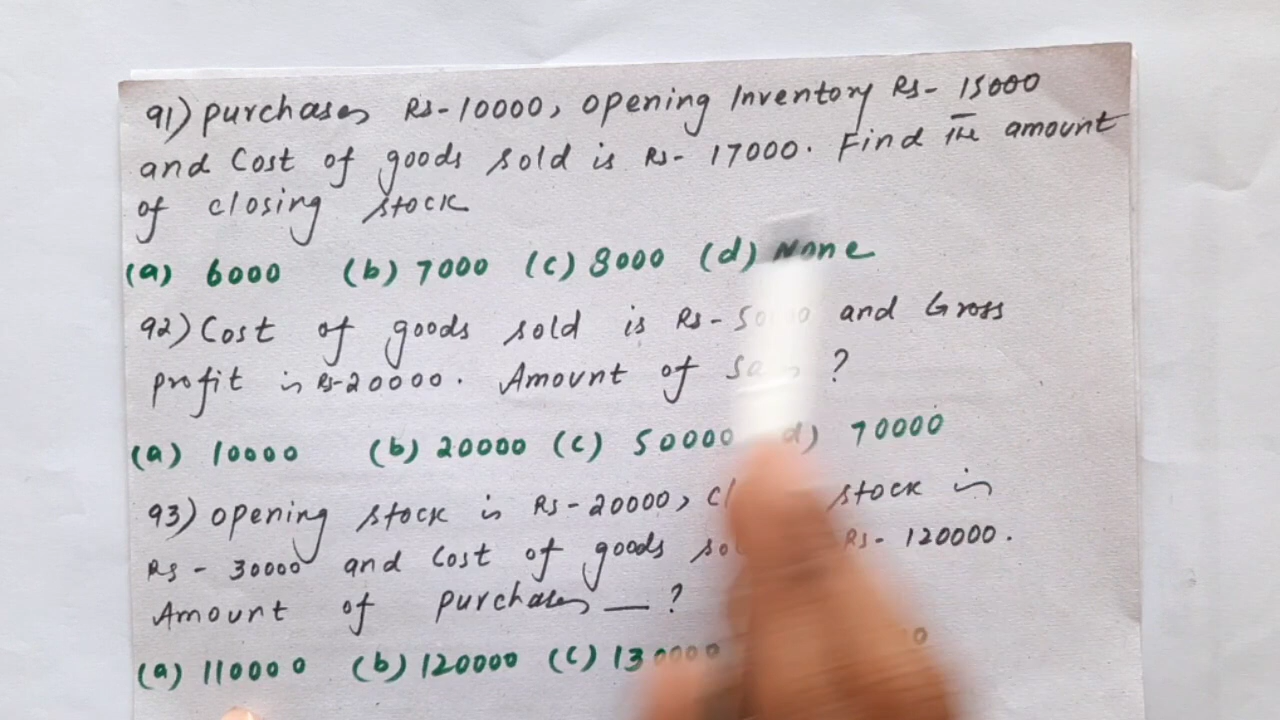 91) purchases Rs-10000, opening Inventory Rs- 15000
and Cost of goods sold is Rs- 17000. Find the amount
of closing stock
(a) 6000 (b) 7000 (c) 8000 (d) None
92) Cost of goods sold is and Gross
profit is Rs-20000. Amount of ?
(a) 10000 (b) 20000 (c) 50000 d) 70000
93) opening stock is Rs-20000, stock is
Rs - 30000 and Cost of goods Rs- 120000.
Amount of purchases — ?
(a) 110000 (b) 120000 (c) 130000